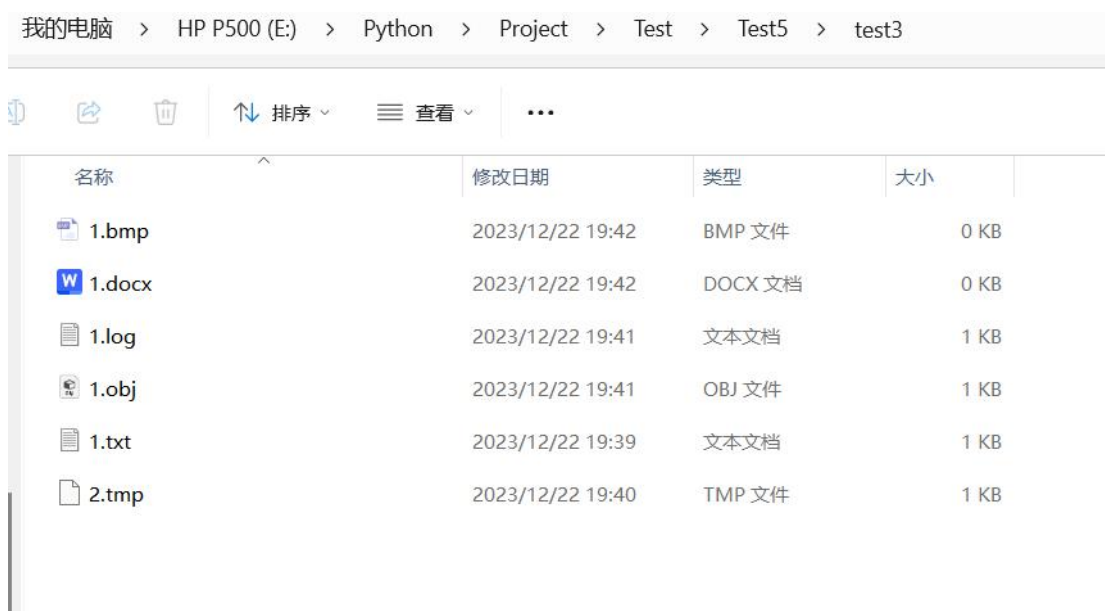 我的电脑 > HP P500 (E:) > Python > Project > Test > Test5 > test3
排序 查看 •••
名称 修改日期 类型 大小
1.bmp 2023/12/22 19:42 BMP 文件 0 KB
1.docx 2023/12/22 19:42 DOCX 文档 0 KB
1.log 2023/12/22 19:41 文本文档 1 KB
1.obj 2023/12/22 19:41 OBJ 文件 1 KB
1.txt 2023/12/22 19:39 文本文档 1 KB
2.tmp 2023/12/22 19:40 TMP 文件 1 KB